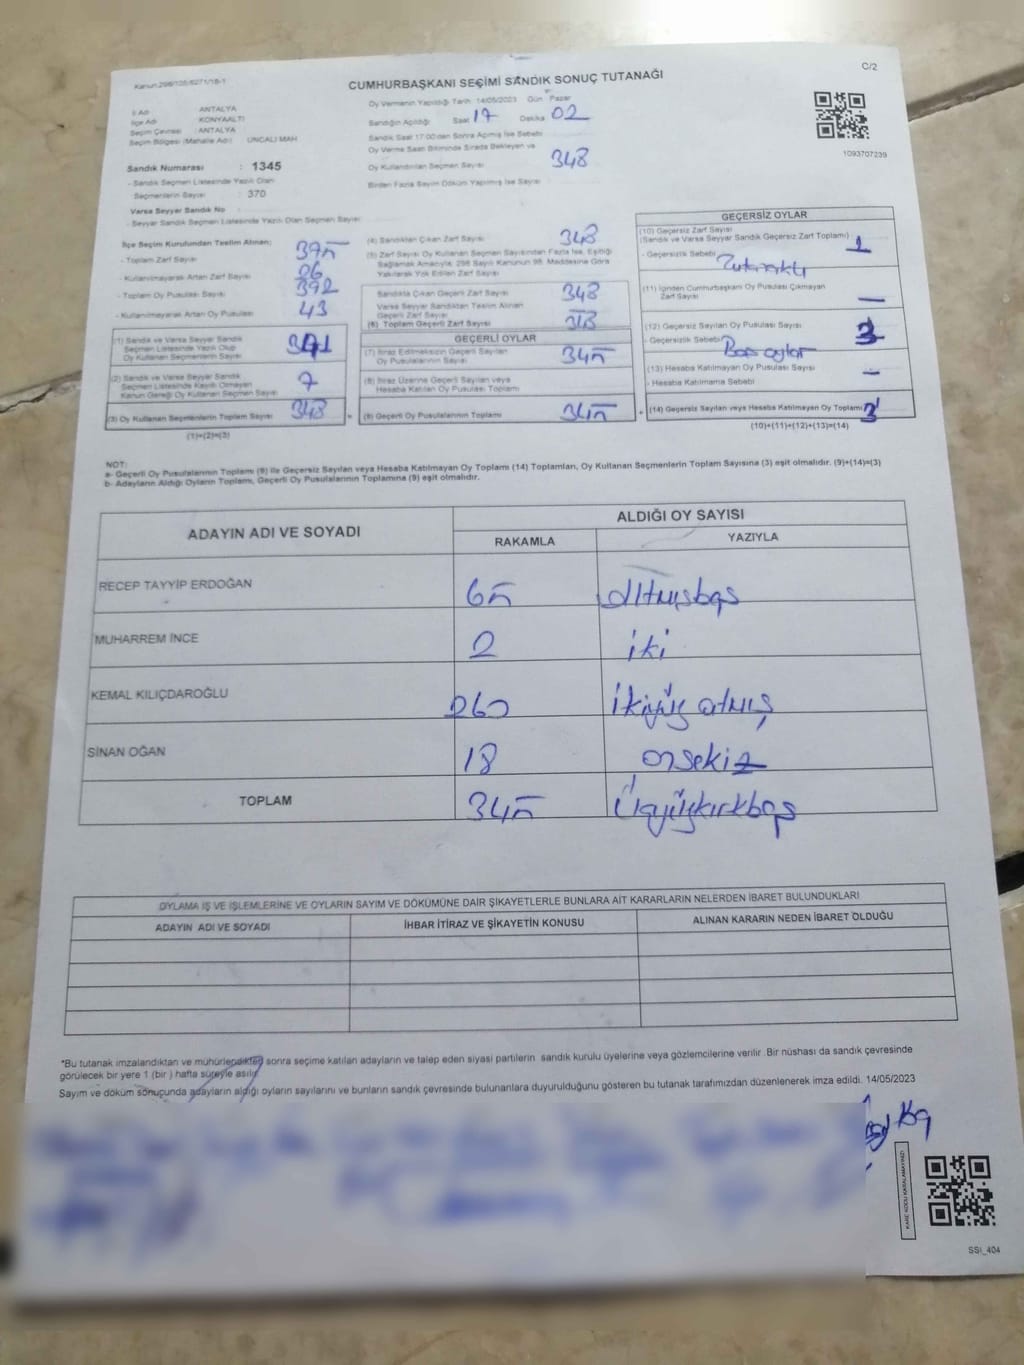 Kanun:298/135/6271/18-1
C/2
CUMHURBAŞKANI SEÇİMİ SANDIK SONUÇ TUTANAĞI
İl Adı ANTALYA
İlçe Adı KONYAALTI
Seçim Çevresi : ANTALYA
Seçim Bölgesi (Mahalle Adı) UNCALI MAH
Sandık Numarası : 1345
- Sandık Seçmen Listesinde Yazılı Olan
Seçmenlerin Sayısı : 370
Varsa Seyyar Sandık No
- Seyyar Sandık Seçmen Listesinde Yazılı Olan Seçmen Sayısı
Oy Vermenin Yapıldığı Tarih: 14/05/2023 Gün Pazar
Sandığın Açıldığı Saat 17 Dakika 02
Sandık Saat 17:00'den Sonra Açılmış İse Sebebi
Oy Verme Saati Bitiminde Sırada Bekleyen ve
Oy Kullandırılan Seçmen Sayısı 348
Birden Fazla Sayım Döküm Yapılmış İse Sayısı
1093707239
İlçe Seçim Kurulundan Teslim Alınan;
- Toplam Zarf Sayısı 375
- Kullanılmayarak Artan Zarf Sayısı 26
- Toplam Oy Pusulası Sayısı 392
- Kullanılmayarak Artan Oy Pusulası 43
(1) Sandık ve Varsa Seyyar Sandık
Seçmen Listesinde Yazılı Olup
Oy Kullanan Seçmenlerin Sayısı 341
(2) Sandık ve Varsa Seyyar Sandık
Seçmen Listesinde Kayıtlı Olmayan
Kanun Gereği Oy Kullanan Seçmen Sayısı 7
(3) Oy Kullanan Seçmenlerin Toplam Sayısı 348
(1)+(2)=(3)
(4) Sandıktan Çıkan Zarf Sayısı 348
(5) Zarf Sayısı Oy Kullanan Seçmen Sayısından Fazla İse, Eşitliği
Sağlamak Amacıyla; 298 Sayılı Kanunun 98. Maddesine Göre
Yakılarak Yok Edilen Zarf Sayısı
Sandıkta Çıkan Geçerli Zarf Sayısı 348
Varsa Seyyar Sandıktan Teslim Alınan
Geçerli Zarf Sayısı
(6) Toplam Geçerli Zarf Sayısı
GEÇERLİ OYLAR
(7) İtiraz Edilmeksizin Geçerli Sayılan
Oy Pusulalarının Sayısı 345
(8) İtiraz Üzerine Geçerli Sayılan veya
Hesaba Katılan Oy Pusulası Toplamı
(9) Geçerli Oy Pusulalarının Toplamı 345
GEÇERSİZ OYLAR
(10) Geçersiz Zarf Sayısı
(Sandık ve Varsa Seyyar Sandık Geçersiz Zarf Toplamı)
- Geçersizlik Sebebi
(11) İçinden Cumhurbaşkanı Oy Pusulası Çıkmayan
Zarf Sayısı —
(12) Geçersiz Sayılan Oy Pusulası Sayısı 3
- Geçersizlik Sebebi Boş oylar
(13) Hesaba Katılmayan Oy Pusulası Sayısı —
- Hesaba Katılmama Sebebi
(14) Geçersiz Sayılan veya Hesaba Katılmayan Oy Toplamı 3
(10)+(11)+(12)+(13)=(14)
NOT:
a- Geçerli Oy Pusulalarının Toplamı (9) ile Geçersiz Sayılan veya Hesaba Katılmayan Oy Toplamı (14) Toplamları, Oy Kullanan Seçmenlerin Toplam Sayısına (3) eşit olmalıdır. (9)+(14)=(3)
b- Adayların Aldığı Oyların Toplamı, Geçerli Oy Pusulalarının Toplamına (9) eşit olmalıdır.
ADAYIN ADI VE SOYADI
ALDIĞI OY SAYISI
RAKAMLA YAZIYLA
RECEP TAYYİP ERDOĞAN 65 altmışbeş
MUHARREM İNCE 2 iki
KEMAL KILIÇDAROĞLU 260 ikiyüz atmış
SİNAN OĞAN 18 onsekiz
TOPLAM 345 üçyüzkırkbeş
OYLAMA İŞ VE İŞLEMLERİNE VE OYLARIN SAYIM VE DÖKÜMÜNE DAİR ŞİKAYETLERLE BUNLARA AİT KARARLARIN NELERDEN İBARET BULUNDUKLARI
ADAYIN ADI VE SOYADI İHBAR İTİRAZ VE ŞİKAYETİN KONUSU ALINAN KARARIN NEDEN İBARET OLDUĞU
*Bu tutanak imzalandıktan ve mühürlendikten sonra seçime katılan adayların ve talep eden siyasi partilerin sandık kurulu üyelerine veya gözlemcilerine verilir .Bir nüshası da sandık çevresinde
görülecek bir yere 1 (bir ) hafta süreyle asılır.
Sayım ve döküm sonuçunda adayların aldığı oyların sayılarını ve bunların sandık çevresinde bulunanlara duyurulduğunu gösteren bu tutanak tarafımızdan düzenlenerek imza edildi. 14/05/2023
KARE KODU KARALAMAYINIZ!
SSI_404